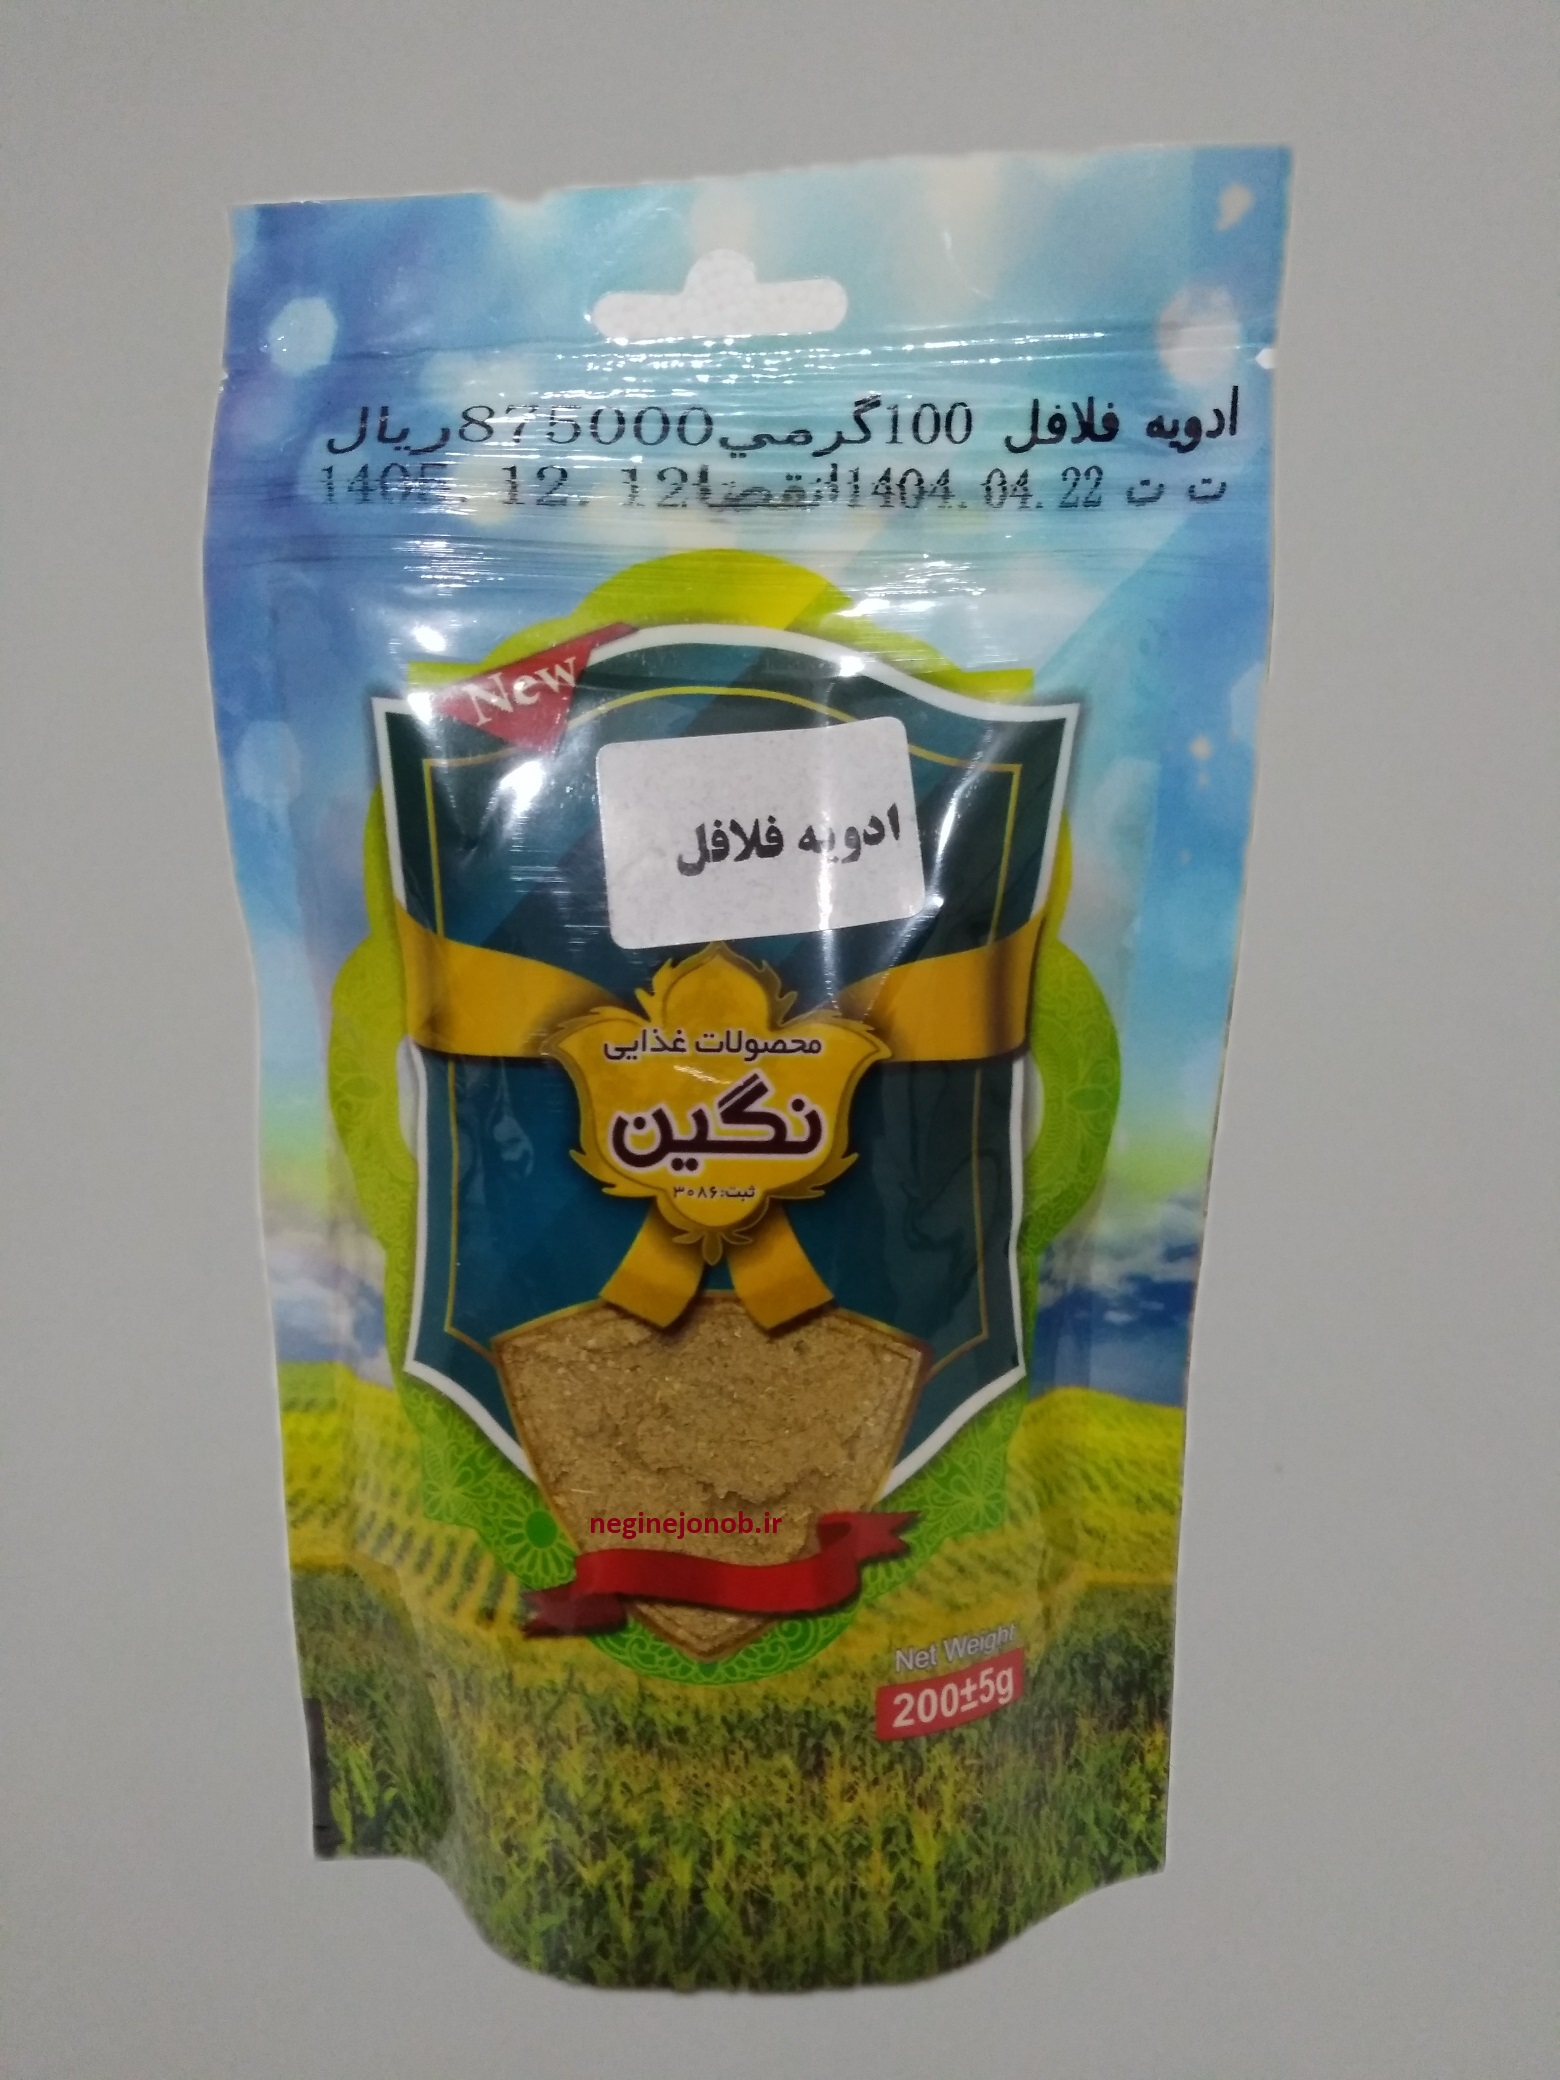 ادویه فلافل 100گرمي875000ریال
ت ت 1404.04.22انقضا1405.12.12
New
ادویه فلافل
محصولات غذایی
نگین
ثبت:۳۰۸۶
neginejonob.ir
Net Weight
200±5g